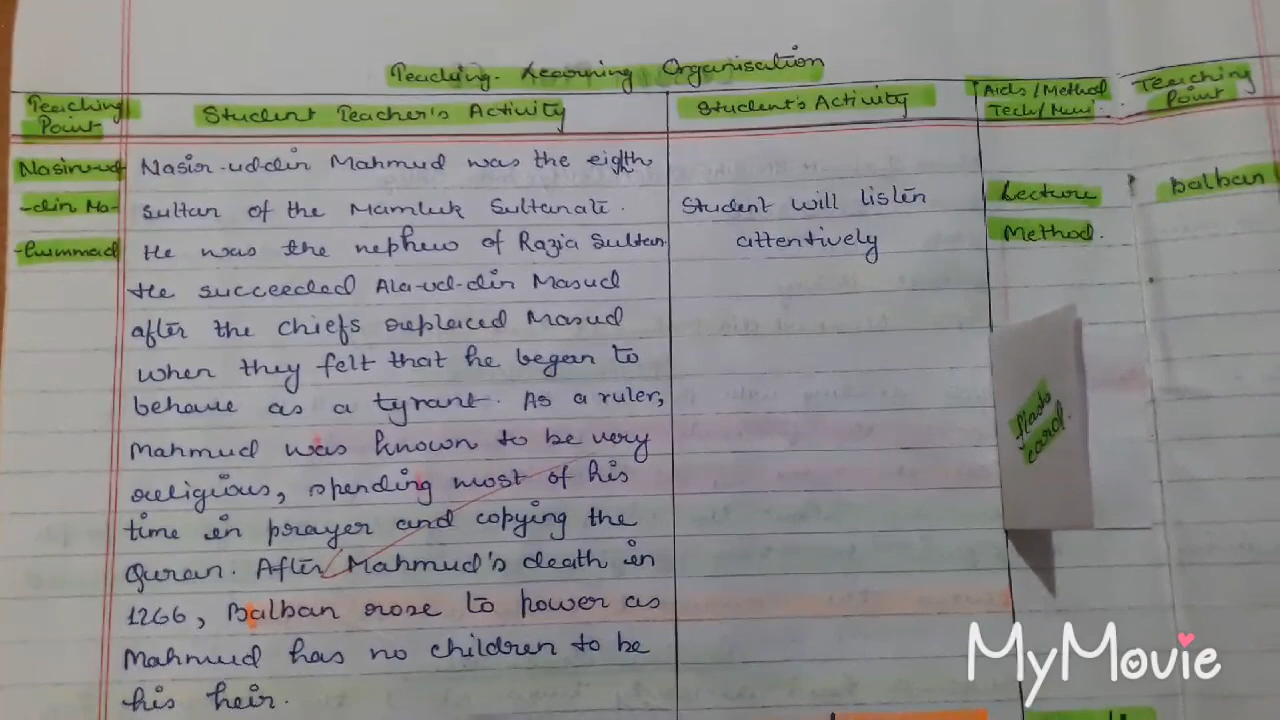 Teaching-Learning Organisation
Teaching Point
Student Teacher's Activity
Student's Activity
Aids/Method
Tech/Mni
Teaching Point
Nasirud
-din Ma-
-hummad
Nasir-ud-din Mahmud was the eighth
sultan of the Mamluk Sultanate.
He was the nephew of Razia Sultan.
He succeeded Ala-ud-din Masud
after the chiefs replaced Masud
when they felt that he began to
behave as a tyrant. As a ruler,
Mahmud was known to be very
religious, spending most of his
time in prayer and copying the
Quran. After Mahmud's death in
1266, Balban rose to power as
Mahmud has no children to be
his heir.
Student will listen
attentively
Lecture
Method.
flash
card.
Balban
MyMovie